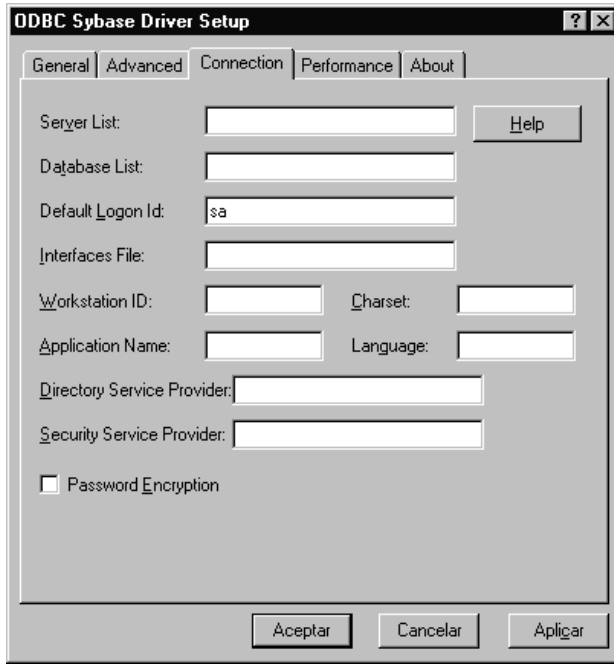 ODBC Sybase Driver Setup
General Advanced Connection Performance About
Server List: Help
Database List:
Default Logon Id: sa
Interfaces File:
Workstation ID: Charset:
Application Name: Language:
Directory Service Provider:
Security Service Provider:
Password Encryption
Aceptar Cancelar Aplicar